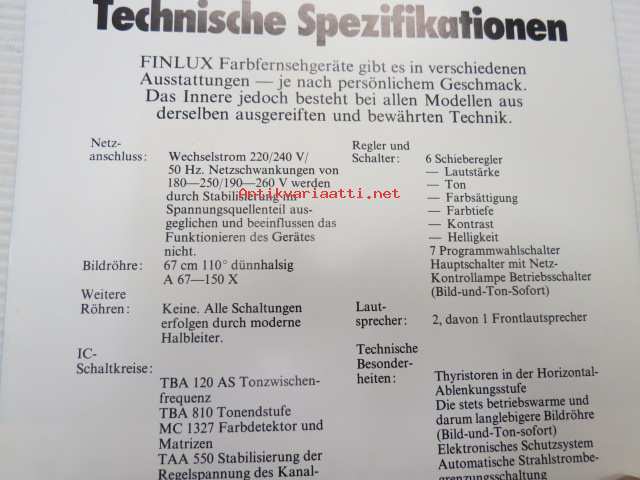 Technische Spezifikationen
FINLUX Farbfernsehgeräte gibt es in verschiedenen
Ausstattungen — je nach persönlichem Geschmack.
Das Innere jedoch besteht bei allen Modellen aus
derselben ausgereiften und bewährten Technik.
Netz-
anschluss:
Wechselstrom 220/240 V/
50 Hz. Netzschwankungen von
180—250/190—260 V werden
durch Stabilisierung im
Spannungsquellenteil aus-
geglichen und beeinflussen das
Funktionieren des Gerätes
nicht.
Bildröhre:
67 cm 110° dünnhalsig
A 67—150 X
Weitere
Röhren:
Keine. Alle Schaltungen
erfolgen durch moderne
Halbleiter.
IC-
Schaltkreise:
TBA 120 AS Tonzwischen-
frequenz
TBA 810 Tonendstufe
MC 1327 Farbdetektor und
Matrizen
TAA 550 Stabilisierung der
Regelspannung des Kanal-
Regler und
Schalter:
6 Schieberegler
— Lautstärke
— Ton
— Farbsättigung
— Farbtiefe
— Kontrast
— Helligkeit
7 Programmwahlschalter
Hauptschalter mit Netz-
Kontrollampe Betriebsschalter
(Bild-und-Ton-Sofort)
Laut-
sprecher:
2, davon 1 Frontlautsprecher
Technische
Besonder-
heiten:
Thyristoren in der Horizontal-
Ablenkungsstufe
Die stets betriebswarme und
darum langlebigere Bildröhre
(Bild-und-Ton-sofort)
Elektronisches Schutzsystem
Automatische Strahlstrombe-
grenzungsschaltung
Antikvariaatti.net